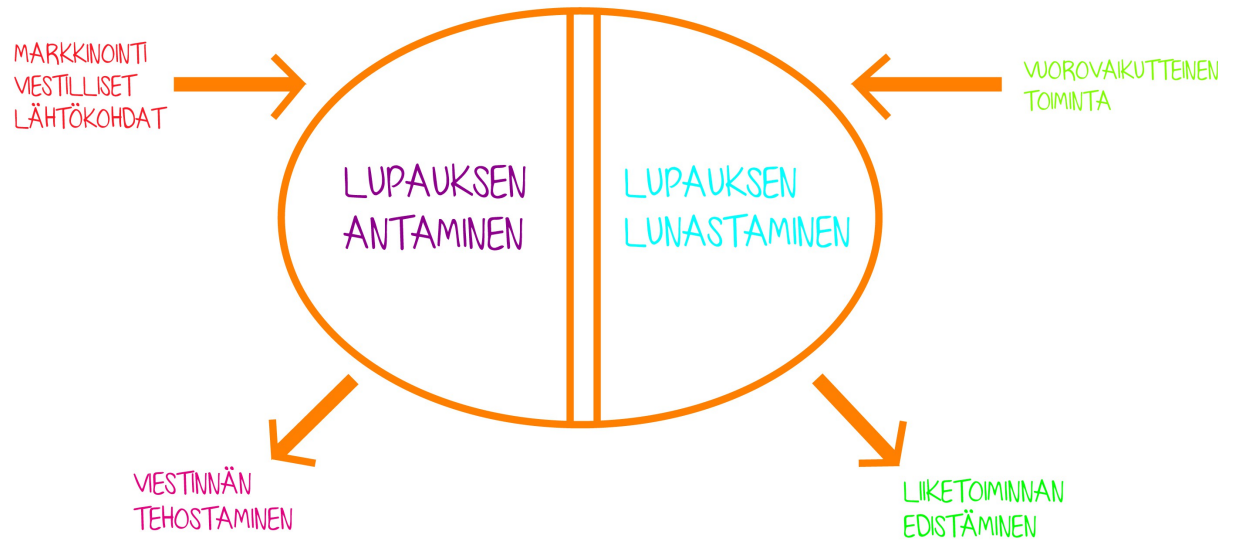 MARKKINOINTI
VIESTILLISET
LÄHTÖKOHDAT
VUOROVAIKUTTEINEN
TOIMINTA
LUPAUKSEN
ANTAMINEN
LUPAUKSEN
LUNASTAMINEN
VIESTINNÄN
TEHOSTAMINEN
LIIKETOIMINNAN
EDISTÄMINEN